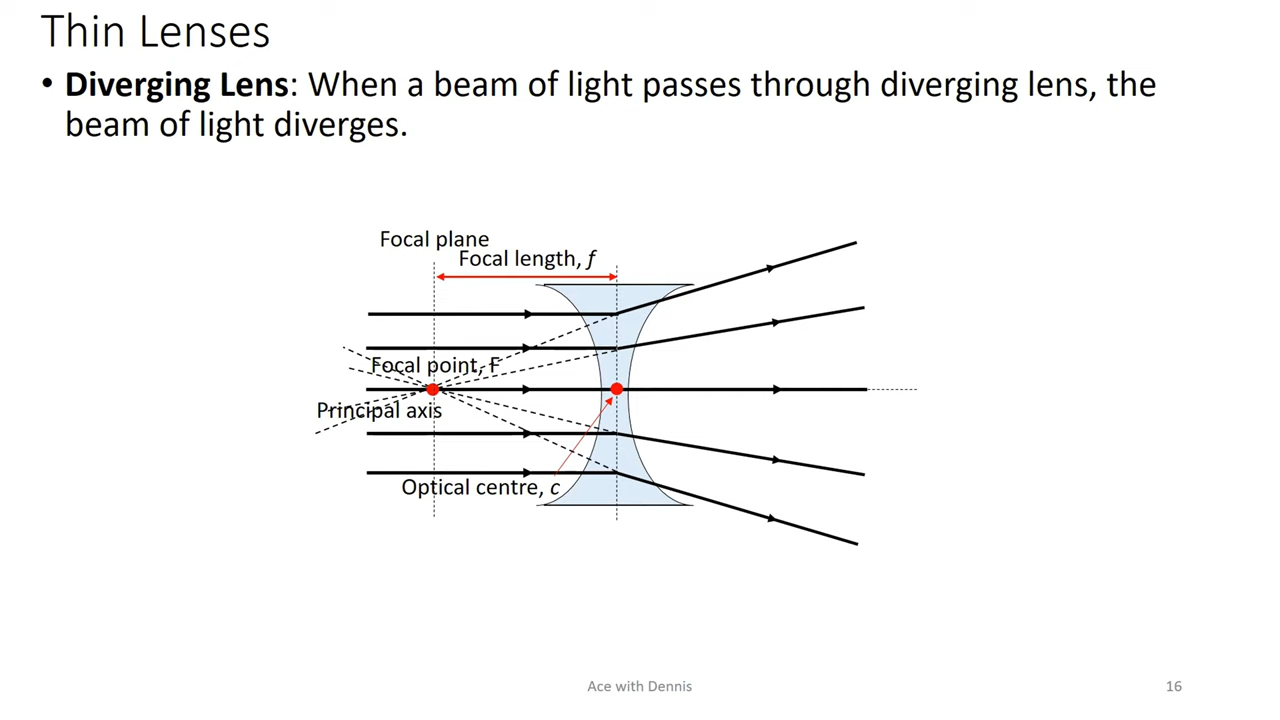 Thin Lenses
• Diverging Lens: When a beam of light passes through diverging lens, the
beam of light diverges.
Focal plane
Focal length, f
Focal point, F
Principal axis
Optical centre, c
Ace with Dennis
16